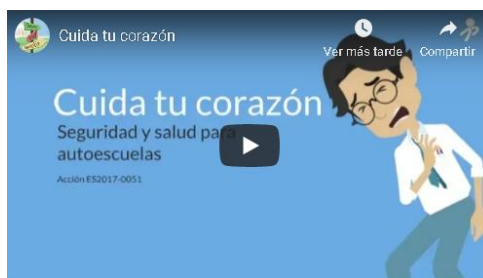 Cuida tu corazón
Ver más tarde
Compartir
Cuida tu corazón
Seguridad y salud para
autoescuelas
Acción ES2017-0051